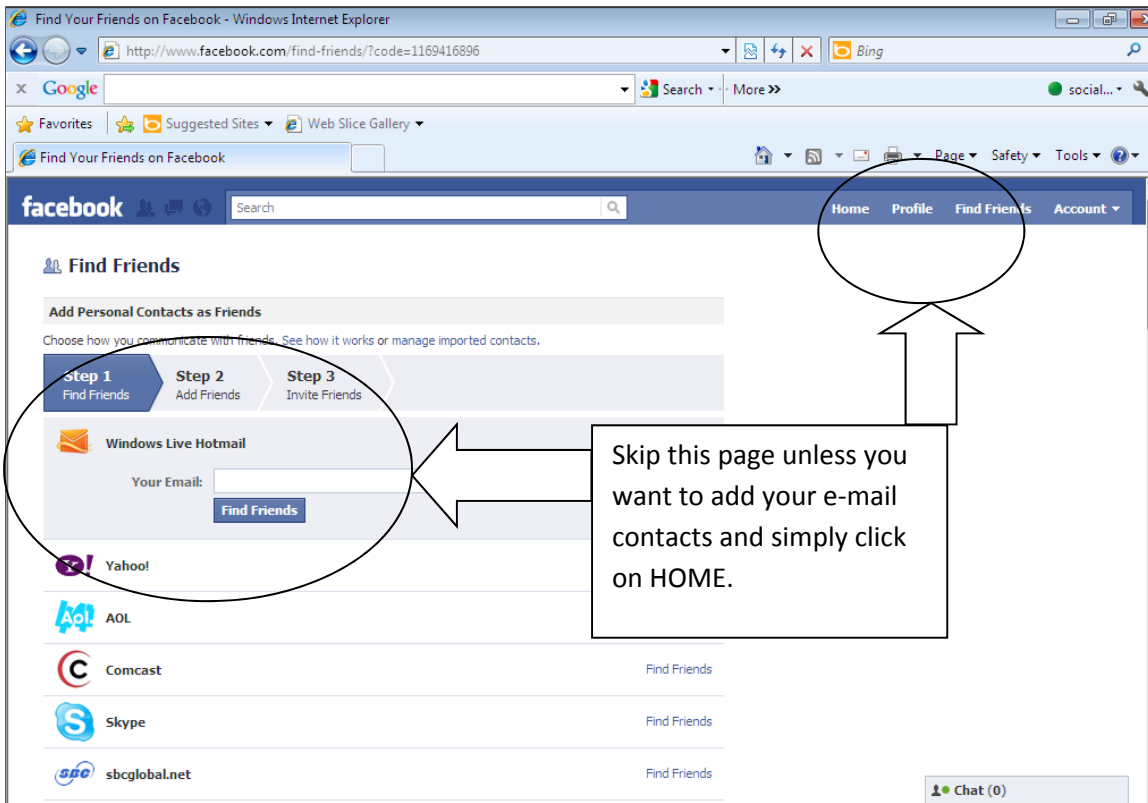 Find Your Friends on Facebook - Windows Internet Explorer
http://www.facebook.com/find-friends/?code=1169416896
Bing
x Google Search More >> social...
Favorites Suggested Sites Web Slice Gallery
Find Your Friends on Facebook Page Safety Tools
facebook Search Home Profile Find Friends Account
Find Friends
Add Personal Contacts as Friends
Choose how you communicate with friends. See how it works or manage imported contacts.
Step 1 Step 2 Step 3
Find Friends Add Friends Invite Friends
Windows Live Hotmail
Your Email:
Find Friends
Skip this page unless you
want to add your e-mail
contacts and simply click
on HOME.
Yahoo!
Aol. AOL
Comcast Find Friends
Skype Find Friends
SBC sbcglobal.net Find Friends
Chat (0)